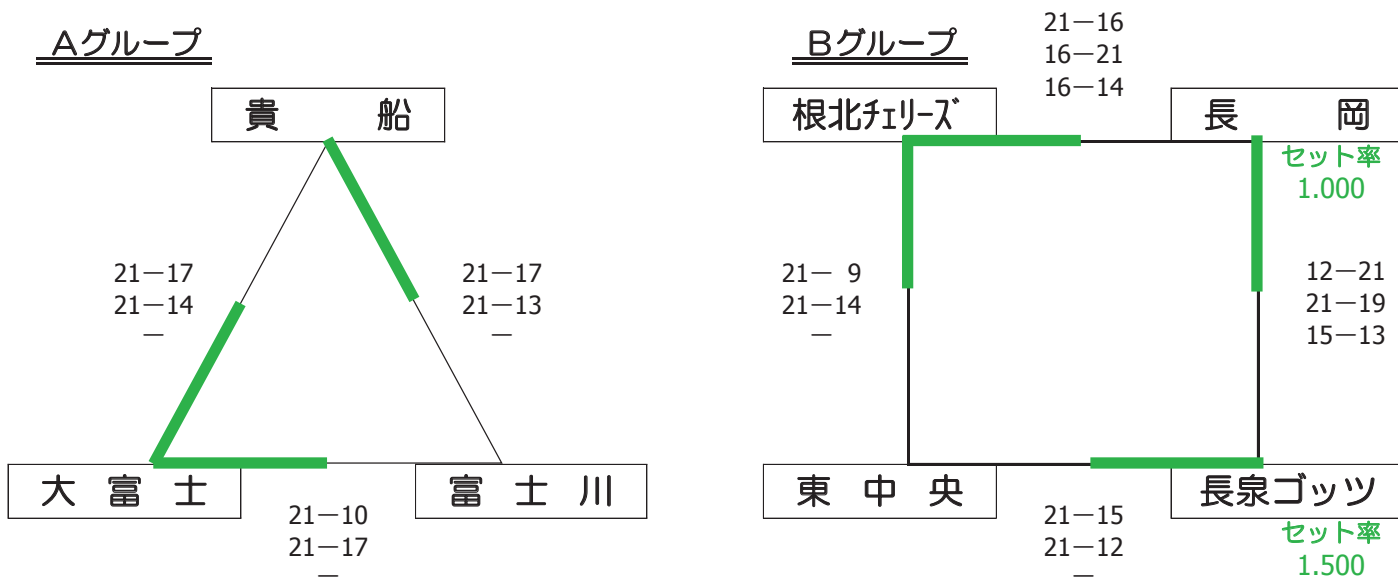 Aグループ
貴 船
21－17
21－14
－
21－17
21－13
－
大 富 士
富 士 川
21－10
21－17
－
Bグループ
21－16
16－21
16－14
根北チェリーズ
長 岡
セット率
1.000
21－ 9
21－14
－
12－21
21－19
15－13
東 中 央
長泉ゴッツ
21－15
21－12
－
セット率
1.500